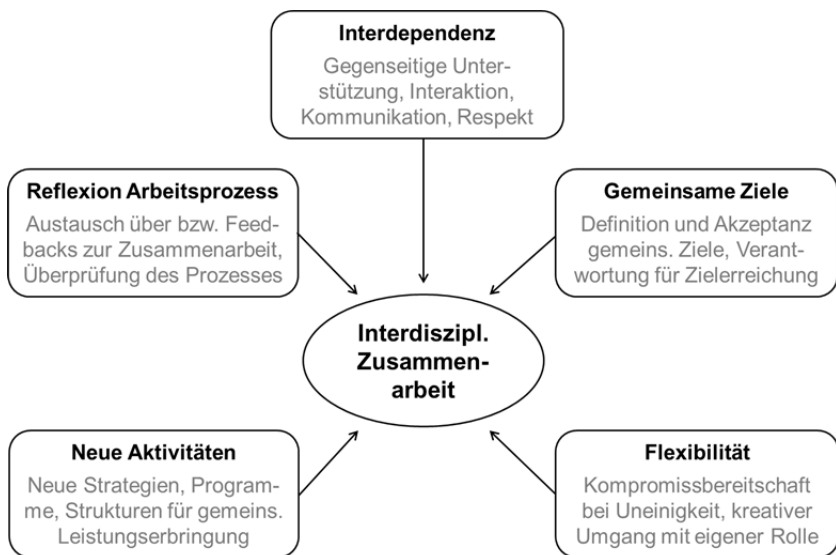 Interdependenz
Gegenseitige Unter-
stützung, Interaktion,
Kommunikation, Respekt
Reflexion Arbeitsprozess
Austausch über bzw. Feed-
backs zur Zusammenarbeit,
Überprüfung des Prozesses
Gemeinsame Ziele
Definition und Akzeptanz
gemeins. Ziele, Verant-
wortung für Zielerreichung
Interdiszipl.
Zusammen-
arbeit
Neue Aktivitäten
Neue Strategien, Program-
me, Strukturen für gemeins.
Leistungserbringung
Flexibilität
Kompromissbereitschaft
bei Uneinigkeit, kreativer
Umgang mit eigener Rolle